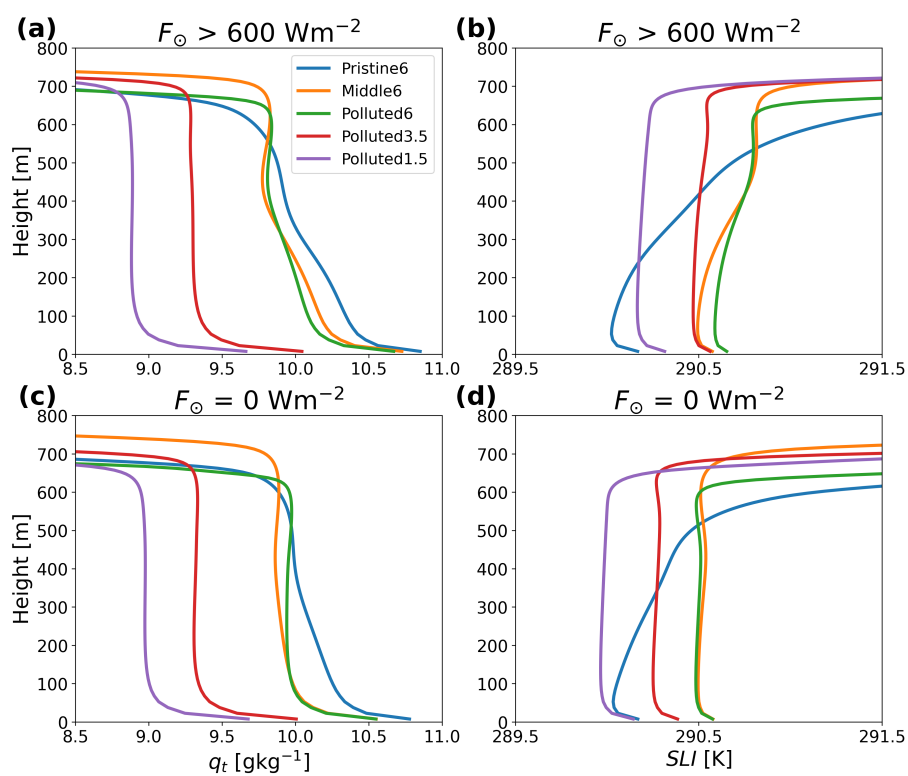 (a)
F⊙ > 600 Wm−2
(b)
F⊙ > 600 Wm−2
800
700
600
500
400
300
200
100
0
Height [m]
Pristine6
Middle6
Polluted6
Polluted3.5
Polluted1.5
8.5 9.0 9.5 10.0 10.5 11.0
800
700
600
500
400
300
200
100
0
289.5 290.5 291.5
(c)
F⊙ = 0 Wm−2
(d)
F⊙ = 0 Wm−2
800
700
600
500
400
300
200
100
0
Height [m]
8.5 9.0 9.5 10.0 10.5 11.0
qt [gkg−1]
800
700
600
500
400
300
200
100
0
289.5 290.5 291.5
SLI [K]